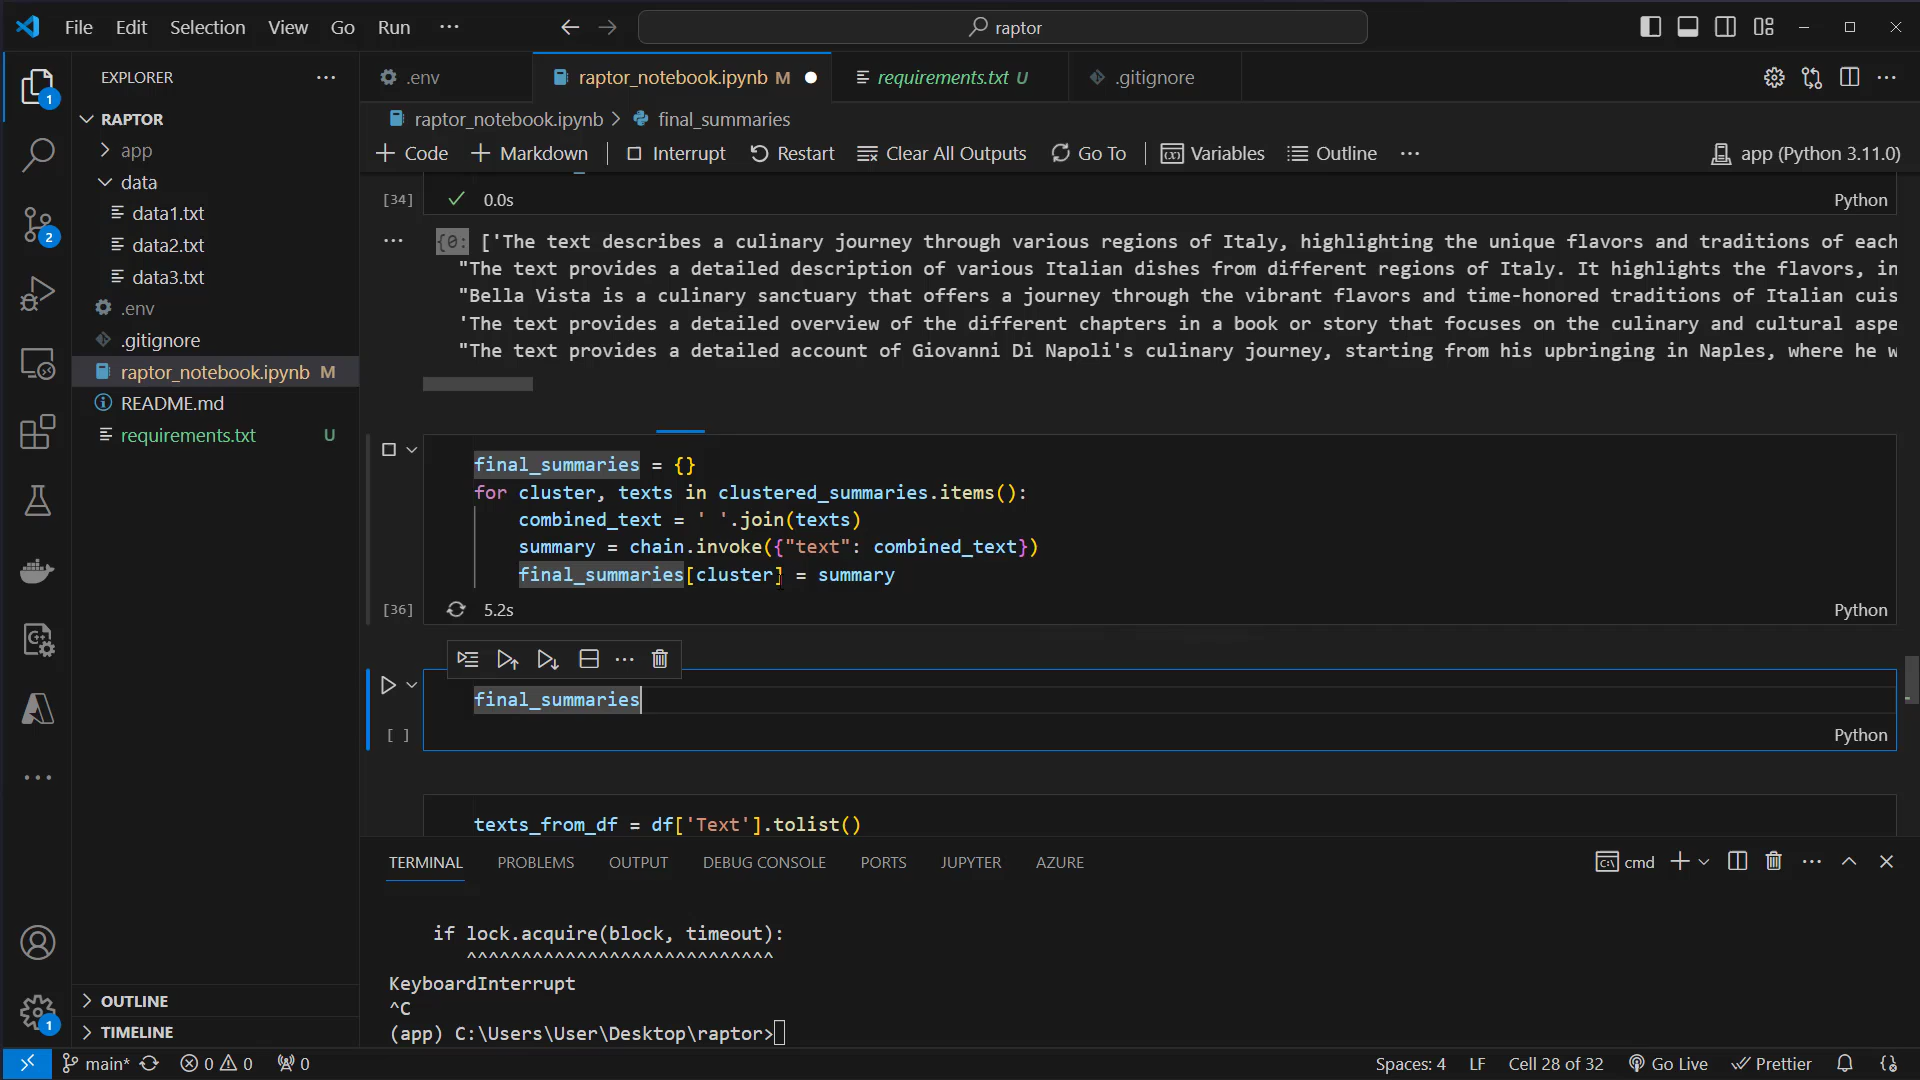 File Edit Selection View Go Run ··· raptor
EXPLORER
.env raptor_notebook.ipynb M requirements.txt U .gitignore
RAPTOR
raptor_notebook.ipynb > final_summaries
app
Code Markdown Interrupt Restart Clear All Outputs Go To Variables Outline ··· app (Python 3.11.0)
data
data1.txt
data2.txt
data3.txt
.env
.gitignore
raptor_notebook.ipynb M
README.md
requirements.txt U
OUTLINE
TIMELINE
[34] 0.0s Python
{0: ['The text describes a culinary journey through various regions of Italy, highlighting the unique flavors and traditions of each
"The text provides a detailed description of various Italian dishes from different regions of Italy. It highlights the flavors, in
"Bella Vista is a culinary sanctuary that offers a journey through the vibrant flavors and time-honored traditions of Italian cuis
'The text provides a detailed overview of the different chapters in a book or story that focuses on the culinary and cultural aspe
"The text provides a detailed account of Giovanni Di Napoli's culinary journey, starting from his upbringing in Naples, where he w
final_summaries = {}
for cluster, texts in clustered_summaries.items():
combined_text = ' '.join(texts)
summary = chain.invoke({"text": combined_text})
final_summaries[cluster] = summary
[36] 5.2s Python
final_summaries
[ ] Python
texts_from_df = df['Text'].tolist()
TERMINAL PROBLEMS OUTPUT DEBUG CONSOLE PORTS JUPYTER AZURE cmd
if lock.acquire(block, timeout):
^^^^^^^^^^^^^^^^^^^^^^^^^^^^
KeyboardInterrupt
^C
(app) C:\Users\User\Desktop\raptor>
main* 0 0 0 Spaces: 4 LF Cell 28 of 32 Go Live Prettier
1
2
1